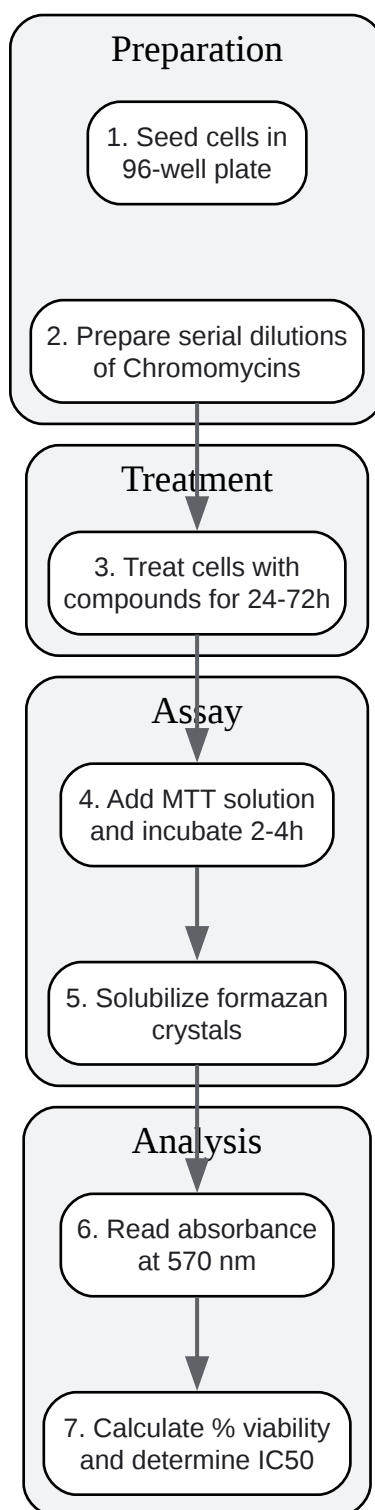 Preparation
1. Seed cells in
96-well plate
2. Prepare serial dilutions
of Chromomycins
Treatment
3. Treat cells with
compounds for 24-72h
Assay
4. Add MTT solution
and incubate 2-4h
5. Solubilize formazan
crystals
Analysis
6. Read absorbance
at 570 nm
7. Calculate % viability
and determine IC50